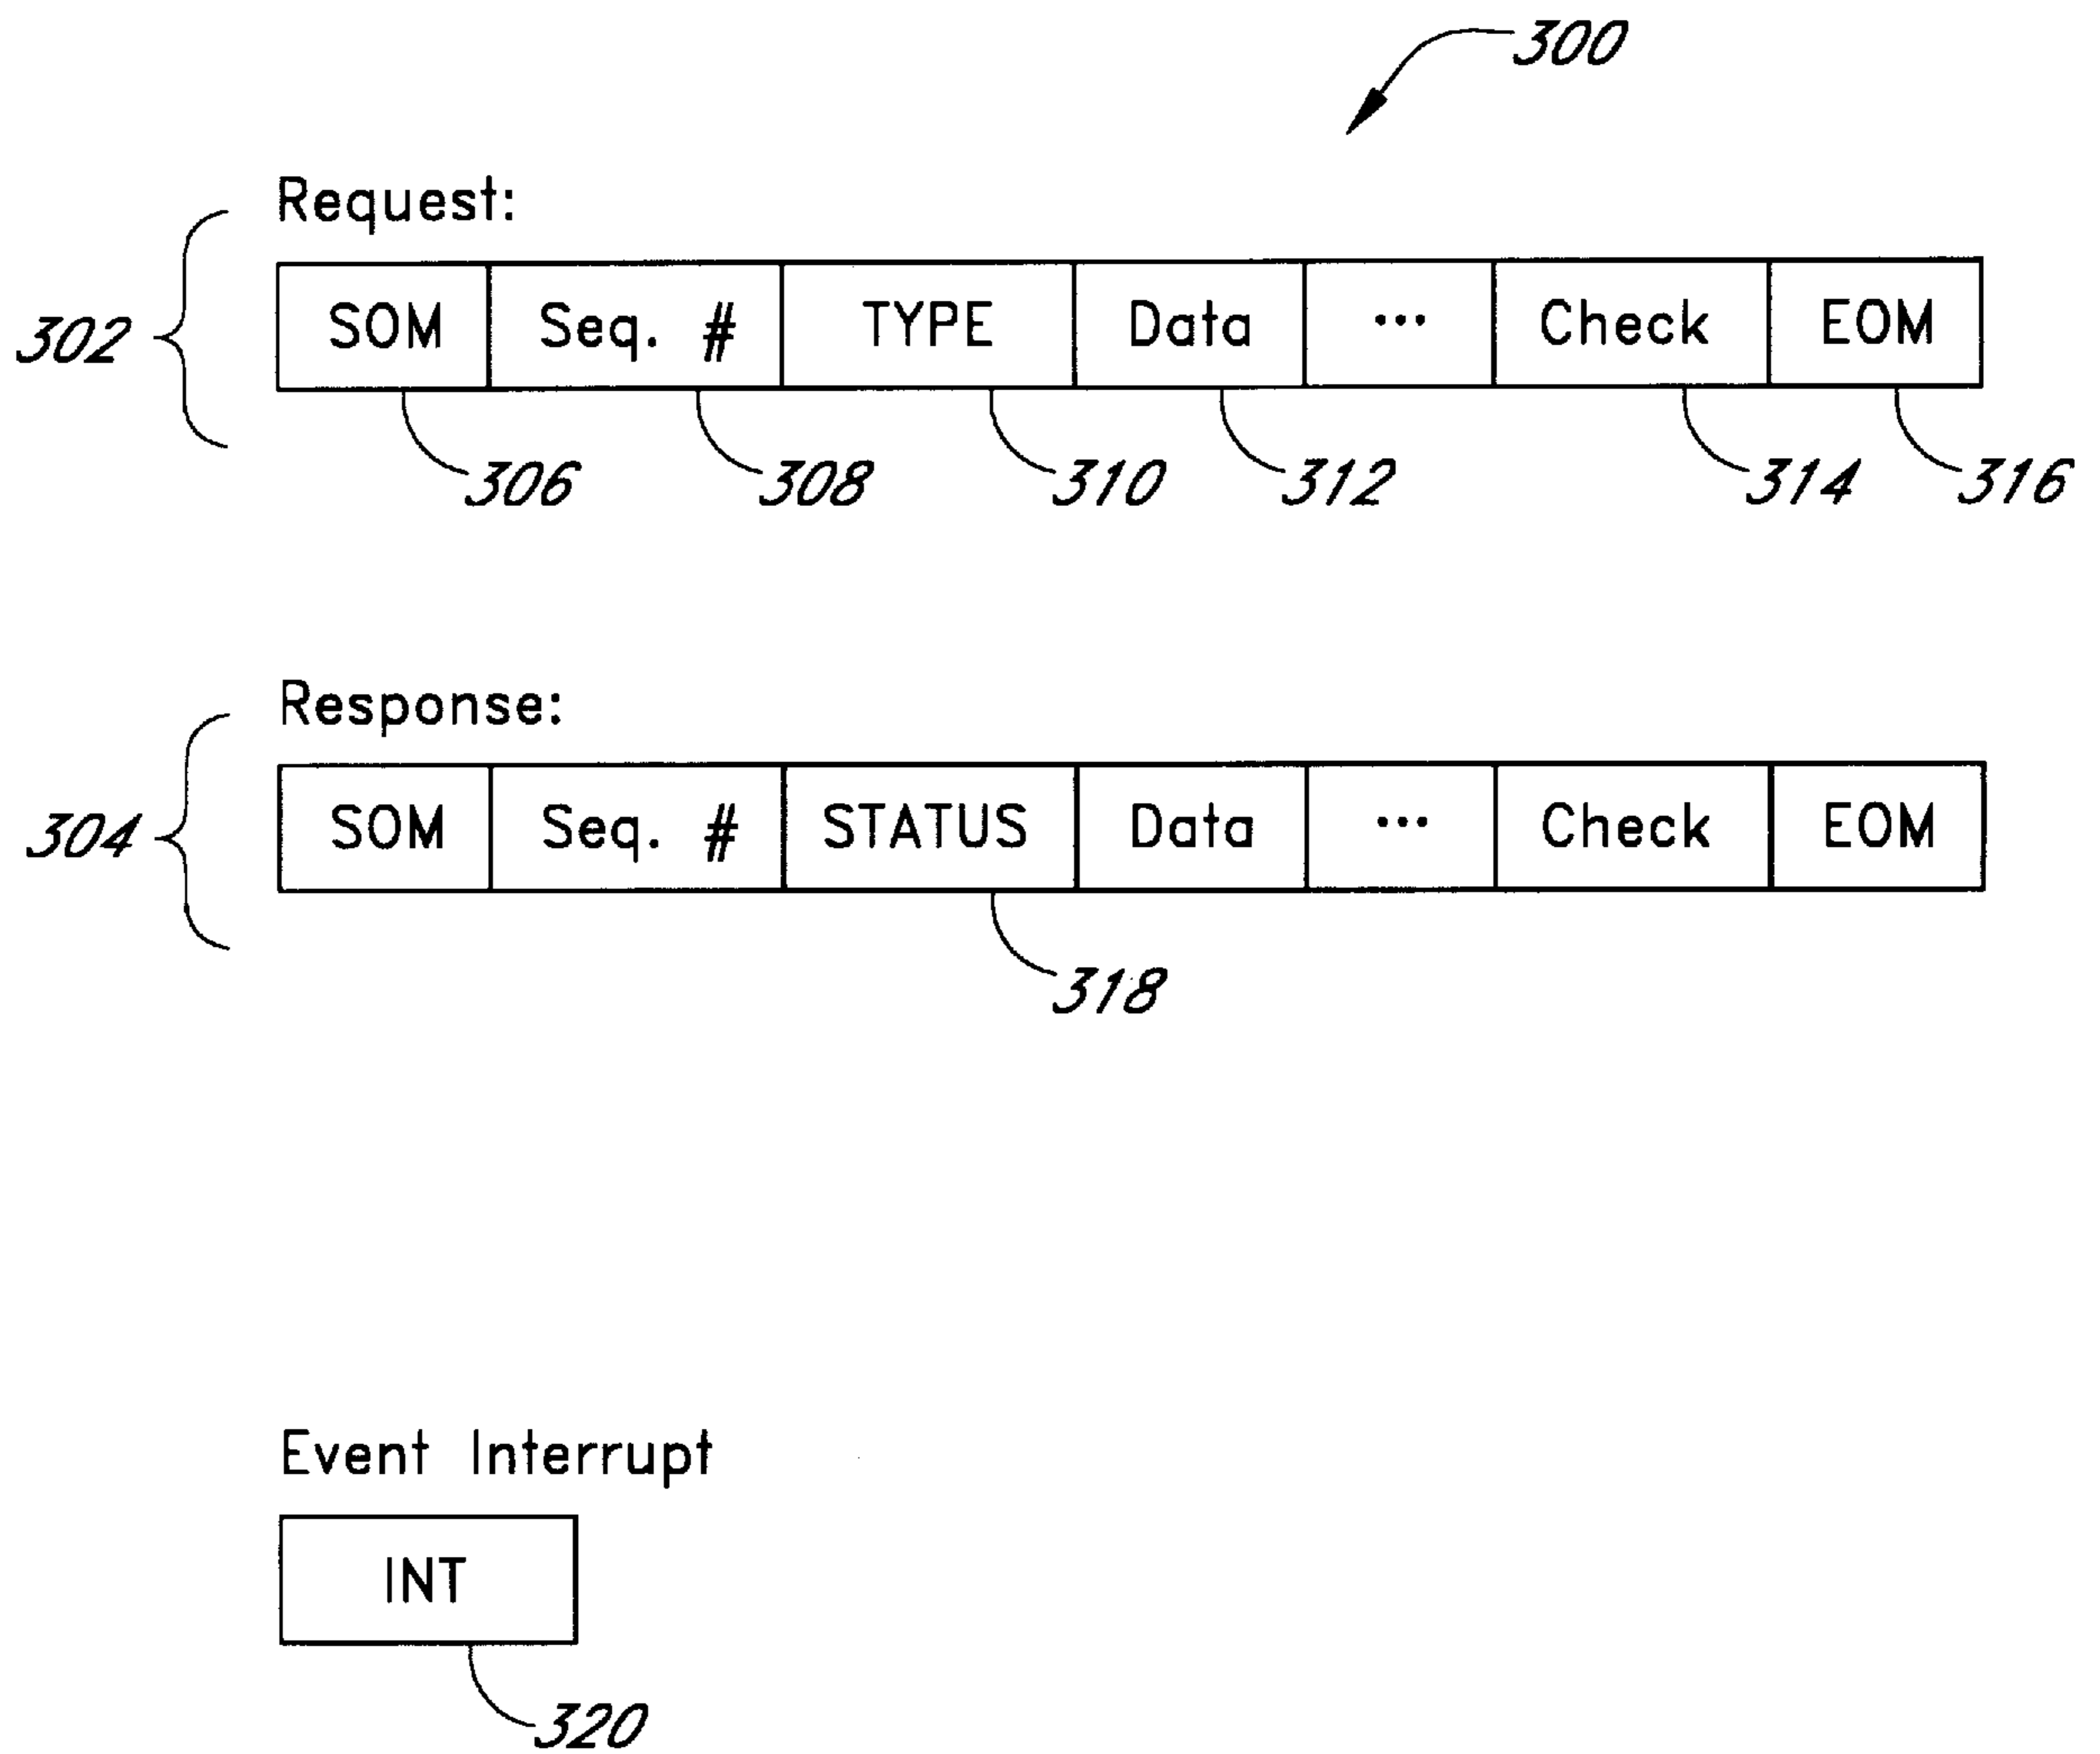 300
Request:
302
SOM Seq. # TYPE Data ... Check EOM
306 308 310 312 314 316
Response:
304
SOM Seq. # STATUS Data ... Check EOM
318
Event Interrupt
INT
320